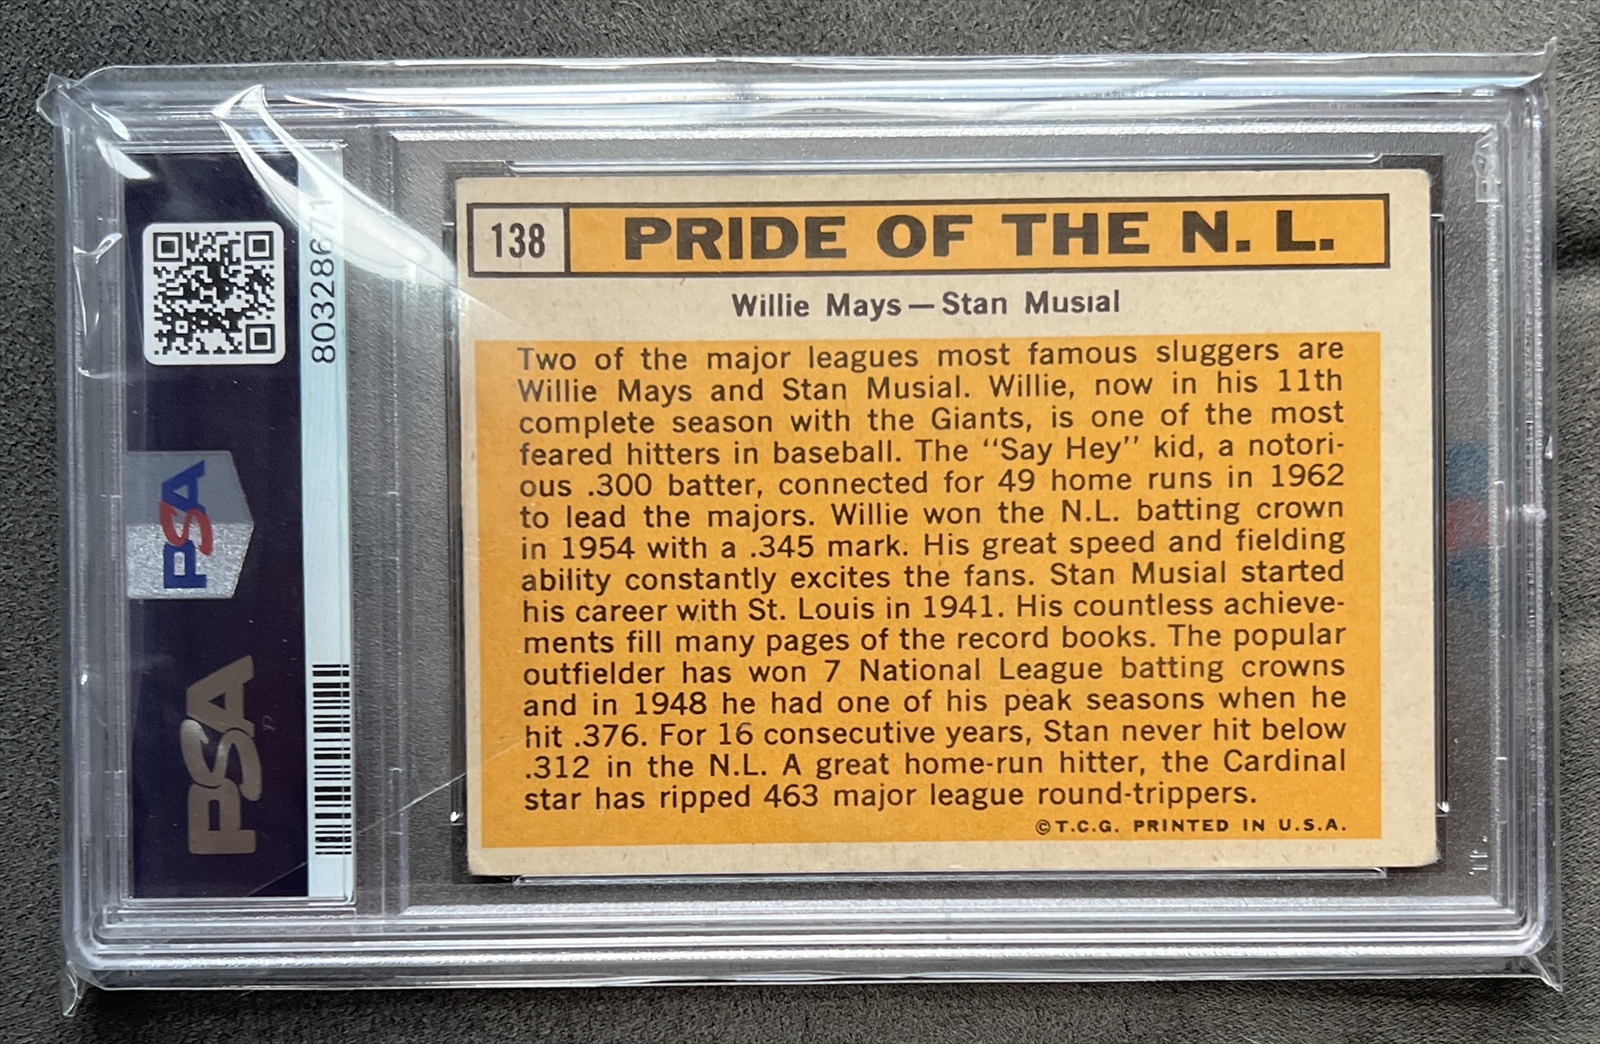 138
PRIDE OF THE N. L.
Willie Mays — Stan Musial
Two of the major leagues most famous sluggers are
Willie Mays and Stan Musial. Willie, now in his 11th
complete season with the Giants, is one of the most
feared hitters in baseball. The "Say Hey" kid, a notori-
ous .300 batter, connected for 49 home runs in 1962
to lead the majors. Willie won the N.L. batting crown
in 1954 with a .345 mark. His great speed and fielding
ability constantly excites the fans. Stan Musial started
his career with St. Louis in 1941. His countless achieve-
ments fill many pages of the record books. The popular
outfielder has won 7 National League batting crowns
and in 1948 he had one of his peak seasons when he
hit .376. For 16 consecutive years, Stan never hit below
.312 in the N.L. A great home-run hitter, the Cardinal
star has ripped 463 major league round-trippers.
©T.C.G. PRINTED IN U.S.A.
PSA
PSA
80328671